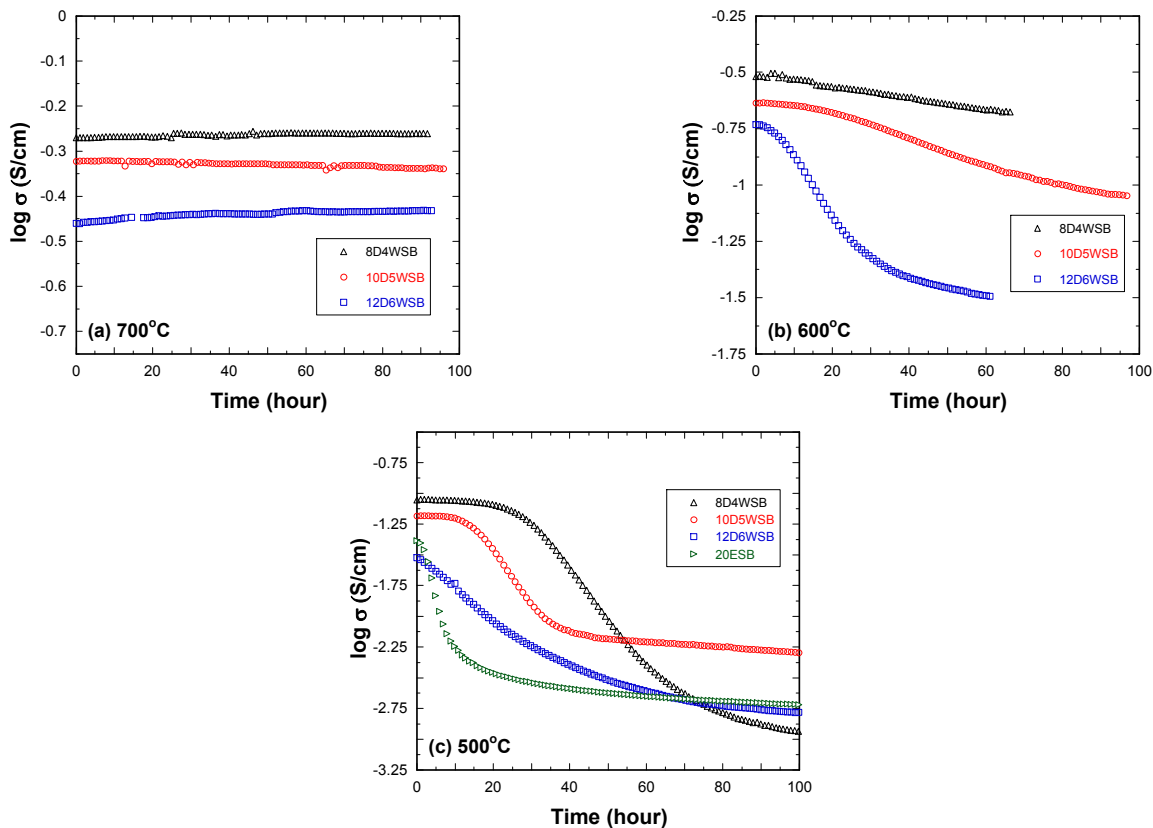 0
-0.1
-0.2
-0.3
-0.4
-0.5
-0.6
-0.7
log σ (S/cm)
0 20 40 60 80 100
Time (hour)
8D4WSB
10D5WSB
12D6WSB
(a) 700°C
-0.25
-0.5
-0.75
-1
-1.25
-1.5
-1.75
log σ (S/cm)
0 20 40 60 80 100
Time (hour)
8D4WSB
10D5WSB
12D6WSB
(b) 600°C
-0.75
-1.25
-1.75
-2.25
-2.75
-3.25
log σ (S/cm)
0 20 40 60 80 100
Time (hour)
8D4WSB
10D5WSB
12D6WSB
20ESB
(c) 500°C